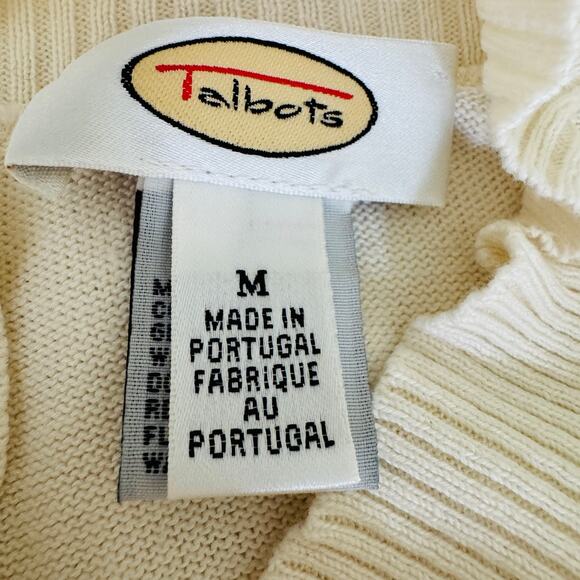 Talbots
M
MADE IN
PORTUGAL
FABRIQUE
AU
PORTUGAL